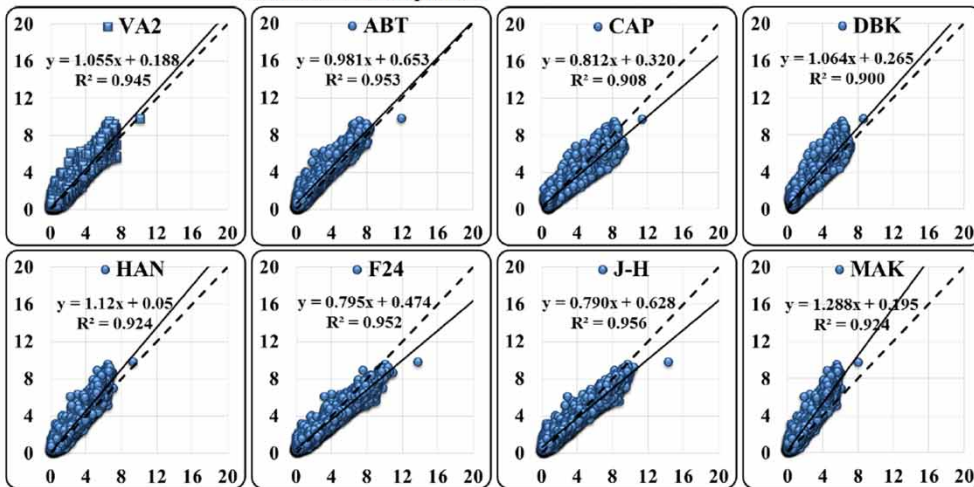 VA2
y = 1.055x + 0.188
R² = 0.945
20
16
12
8
4
0
0 4 8 12 16 20
ABT
y = 0.981x + 0.653
R² = 0.953
20
16
12
8
4
0
0 4 8 12 16 20
CAP
y = 0.812x + 0.320
R² = 0.908
20
16
12
8
4
0
0 4 8 12 16 20
DBK
y = 1.064x + 0.265
R² = 0.900
20
16
12
8
4
0
0 4 8 12 16 20
HAN
y = 1.12x + 0.05
R² = 0.924
20
16
12
8
4
0
0 4 8 12 16 20
F24
y = 0.795x + 0.474
R² = 0.952
20
16
12
8
4
0
0 4 8 12 16 20
J-H
y = 0.790x + 0.628
R² = 0.956
20
16
12
8
4
0
0 4 8 12 16 20
MAK
y = 1.288x + 0.195
R² = 0.924
20
16
12
8
4
0
0 4 8 12 16 20